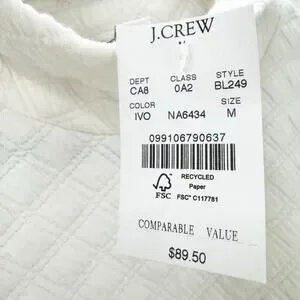 J.CREW
DEPT CLASS STYLE
CA8 0A2 BL249
COLOR SIZE
IVO NA6434 M
099106790637
RECYCLED
Paper
FSC
FSC® C117781
COMPARABLE VALUE
$89.50